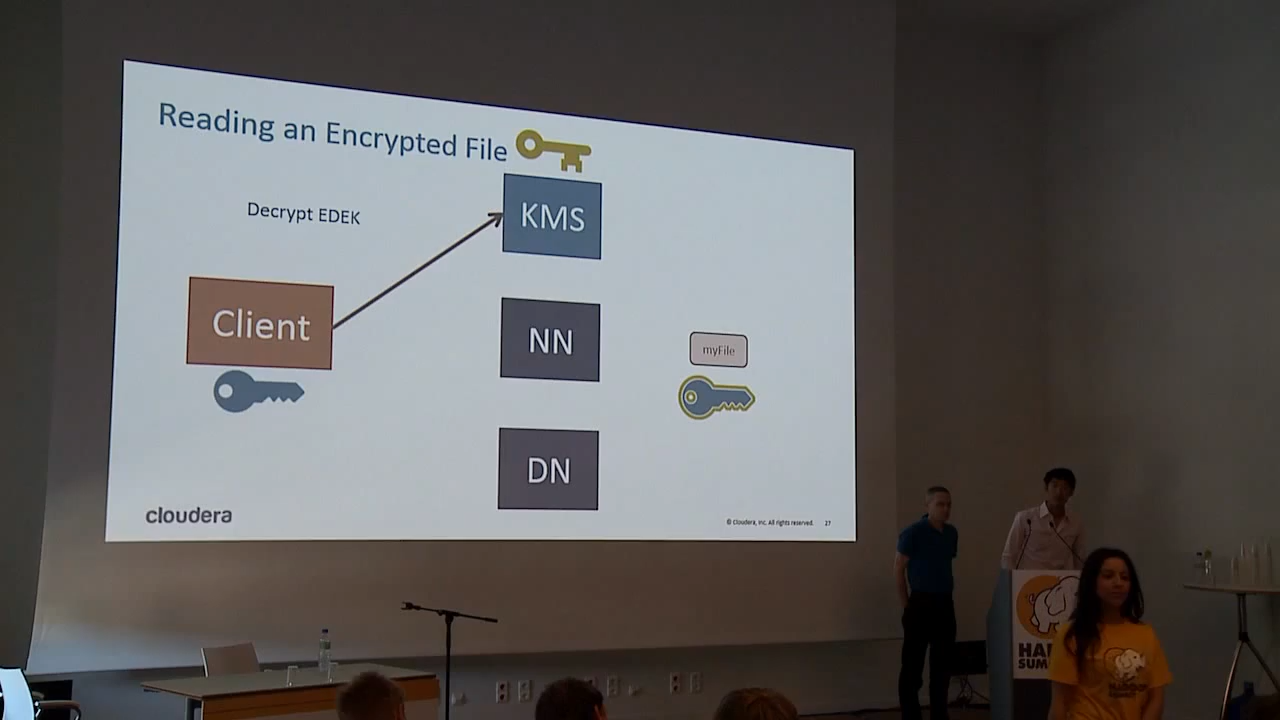 Reading an Encrypted File
Decrypt EDEK
KMS
Client
NN
myFile
DN
cloudera
© Cloudera, Inc. All rights reserved. 27